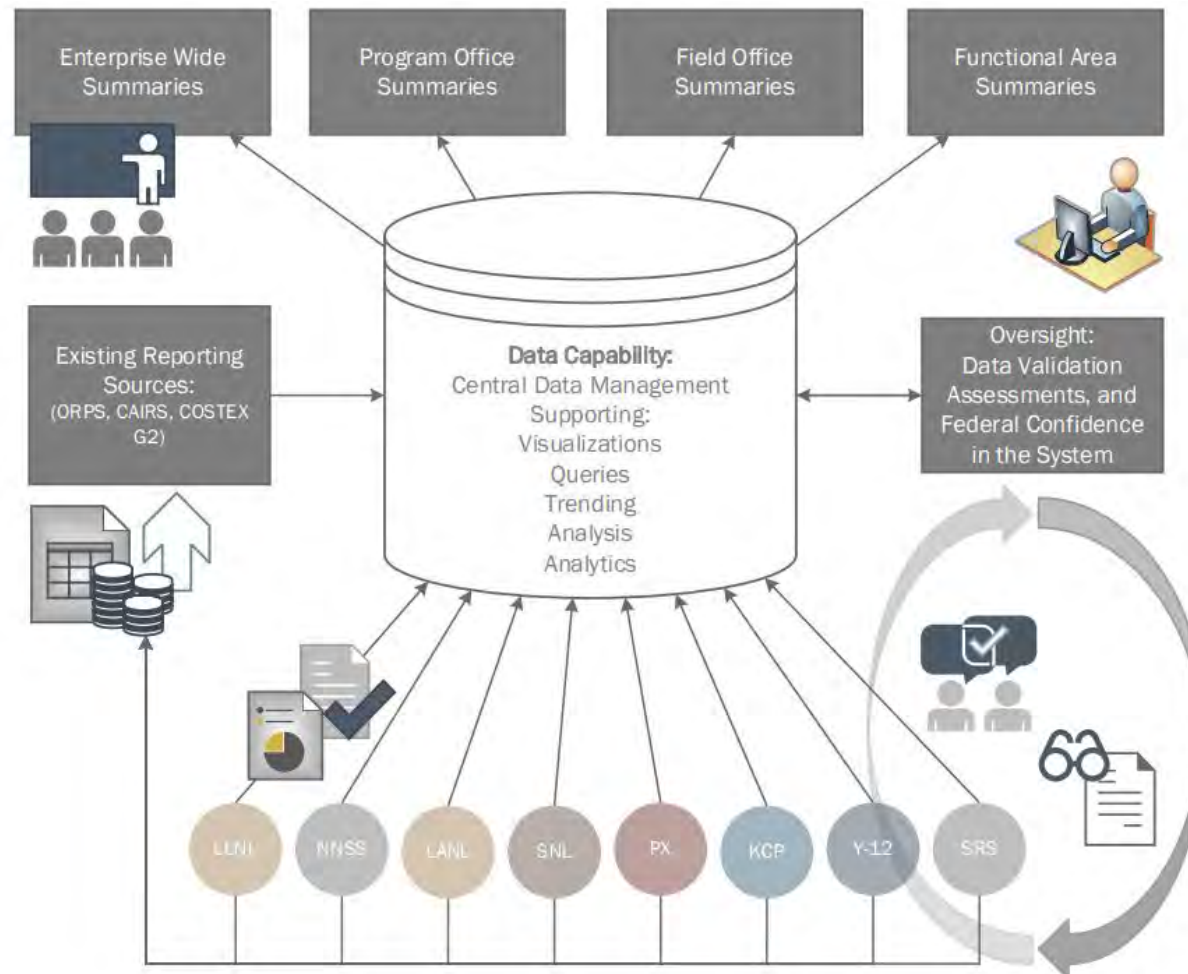 Enterprise Wide
Summaries
Program Office
Summaries
Field Office
Summaries
Functional Area
Summaries
Existing Reporting
Sources:
(ORPS, CAIRS, COSTEX
G2)
Data Capability:
Central Data Management
Supporting:
Visualizations
Queries
Trending
Analysis
Analytics
Oversight:
Data Validation
Assessments, and
Federal Confidence
in the System
LLNL
NNSS
LANL
SNL
PX
KCP
Y-12
SRS